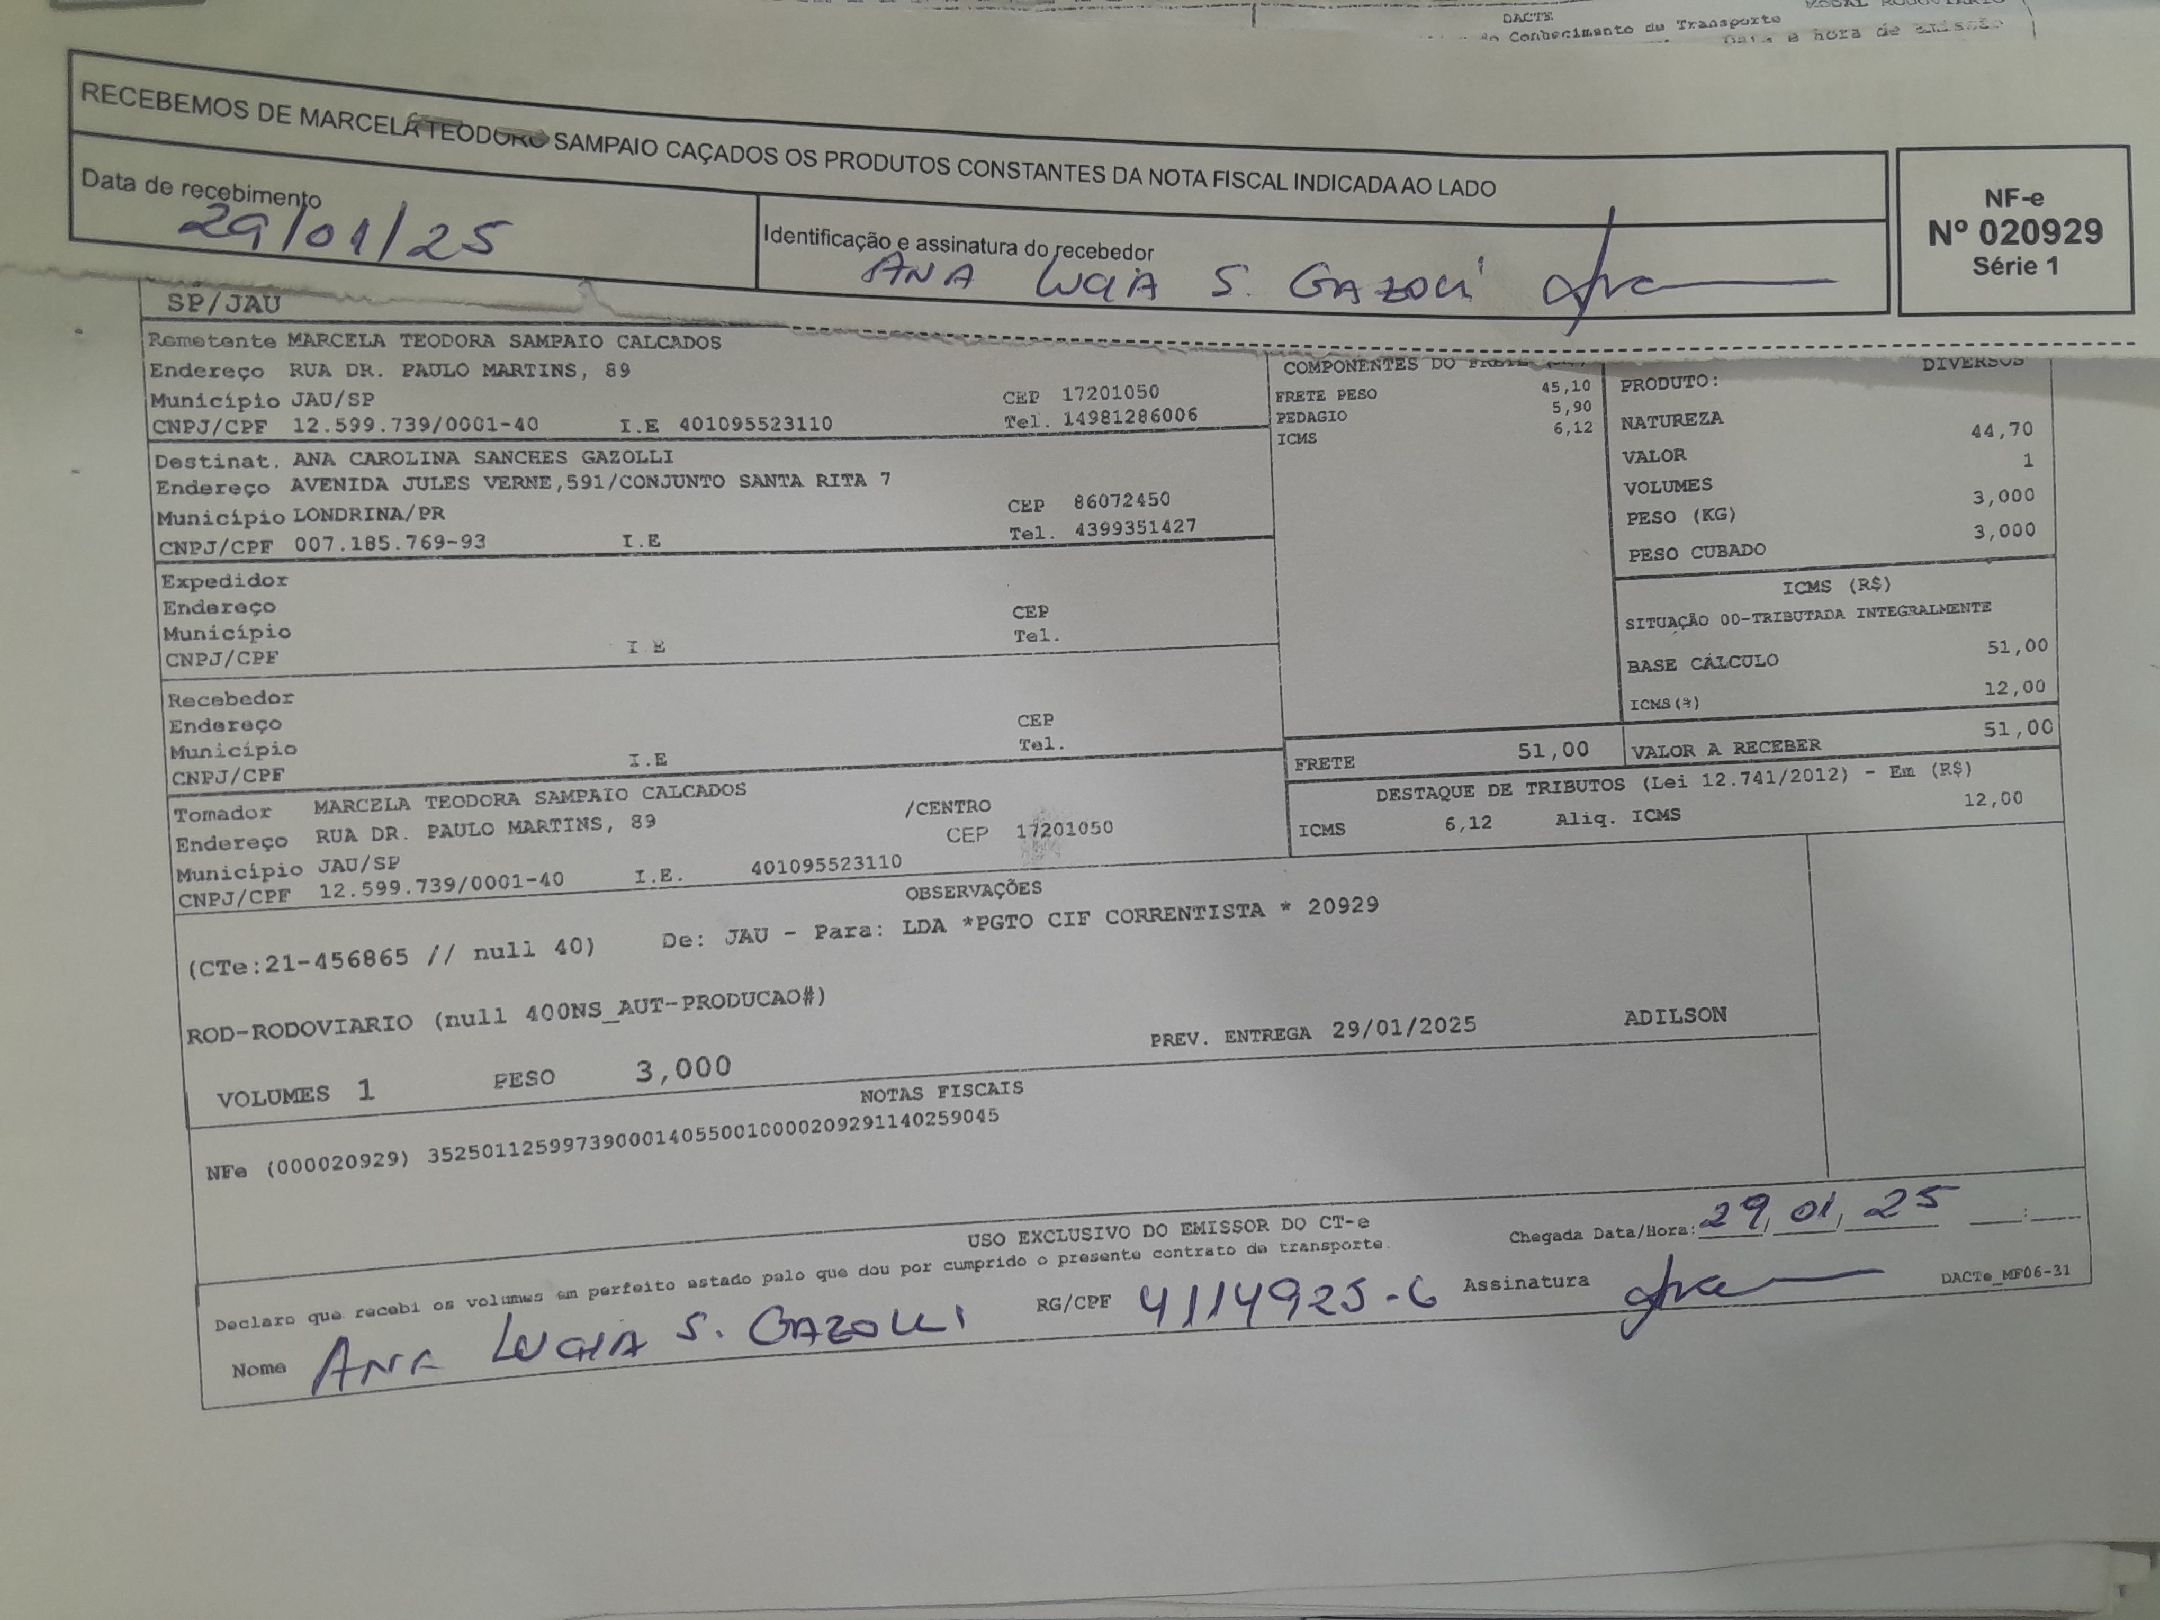 DACTE
Conhecimento de Transporte
MODAL RODOVIARIO
Data e hora de emissão
RECEBEMOS DE MARCELA TEODORO SAMPAIO CAÇADOS OS PRODUTOS CONSTANTES DA NOTA FISCAL INDICADA AO LADO
Data de recebimento
29/01/25
Identificação e assinatura do recebedor
ANA LUCIA S. GAZOLLI
NF-e
Nº 020929
Série 1
SP/JAU
Remetente MARCELA TEODORA SAMPAIO CALCADOS
Endereço RUA DR. PAULO MARTINS, 89
Município JAU/SP CEP 17201050
CNPJ/CPF 12.599.739/0001-40 I.E 401095523110 Tel. 14981286006
Destinat. ANA CAROLINA SANCHES GAZOLLI
Endereço AVENIDA JULES VERNE,591/CONJUNTO SANTA RITA 7
Município LONDRINA/PR CEP 86072450
CNPJ/CPF 007.185.769-93 I.E Tel. 4399351427
Expedidor
Endereço
Município CEP
CNPJ/CPF I.E Tel.
Recebedor
Endereço
Município CEP
CNPJ/CPF I.E Tel.
Tomador MARCELA TEODORA SAMPAIO CALCADOS
Endereço RUA DR. PAULO MARTINS, 89 /CENTRO
Município JAU/SP CEP 17201050
CNPJ/CPF 12.599.739/0001-40 I.E. 401095523110
COMPONENTES DO FRETE
FRETE PESO 45,10
PEDAGIO 5,90
ICMS 6,12
FRETE 51,00
PRODUTO: DIVERSOS
NATUREZA
VALOR 44,70
VOLUMES 1
PESO (KG) 3,000
PESO CUBADO 3,000
ICMS (R$)
SITUAÇÃO 00-TRIBUTADA INTEGRALMENTE
BASE CÁLCULO 51,00
ICMS(%) 12,00
VALOR A RECEBER 51,00
DESTAQUE DE TRIBUTOS (Lei 12.741/2012) - Em (R$)
ICMS 6,12 Aliq. ICMS 12,00
OBSERVAÇÕES
(CTe:21-456865 // null 40) De: JAU - Para: LDA *PGTO CIF CORRENTISTA * 20929
ROD-RODOVIARIO (null 400NS_AUT-PRODUCAO#)
PREV. ENTREGA 29/01/2025 ADILSON
VOLUMES 1 PESO 3,000
NOTAS FISCAIS
NFe (000020929) 35250112599739000140550010000209291140259045
USO EXCLUSIVO DO EMISSOR DO CT-e
Declaro que recebi os volumes em perfeito estado pelo que dou por cumprido o presente contrato de transporte.
Chegada Data/Hora: 29/01/25 __:__
Nome ANA LUCIA S. GAZOLLI RG/CPF 4114925-6 Assinatura
DACTe_MF06-31